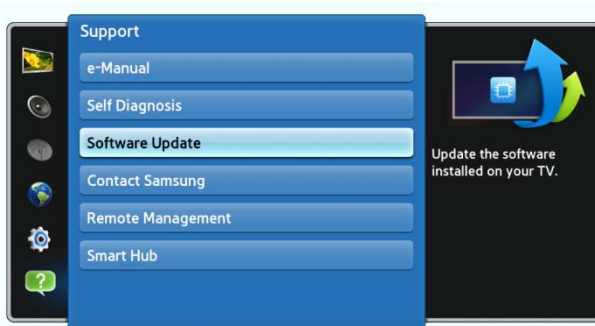 Support
e-Manual
Self Diagnosis
Software Update
Contact Samsung
Remote Management
Smart Hub
Update the software
installed on your TV.
?